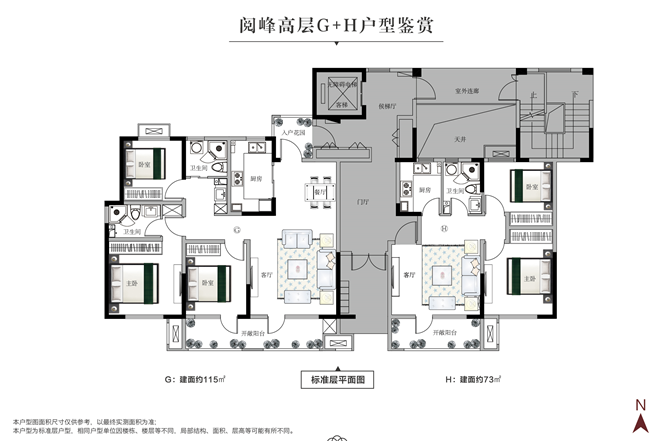 阅峰高层G+H户型鉴赏
无障碍电梯
客梯
候梯厅
室外连廊
上
下
天井
入户花园
卧室
卫生间
厨房
餐厅
门厅
厨房
卫生间
卧室
卫生间
G
H
主卧
卧室
客厅
客厅
主卧
开敞阳台
开敞阳台
G：建面约115㎡
标准层平面图
H：建面约73㎡
N
本户型图面积尺寸仅供参考，以最终实测面积为准；
本户型为标准层户型，相同户型单位因楼栋、楼层等不同，局部结构、面积、层高等可能有所不同。